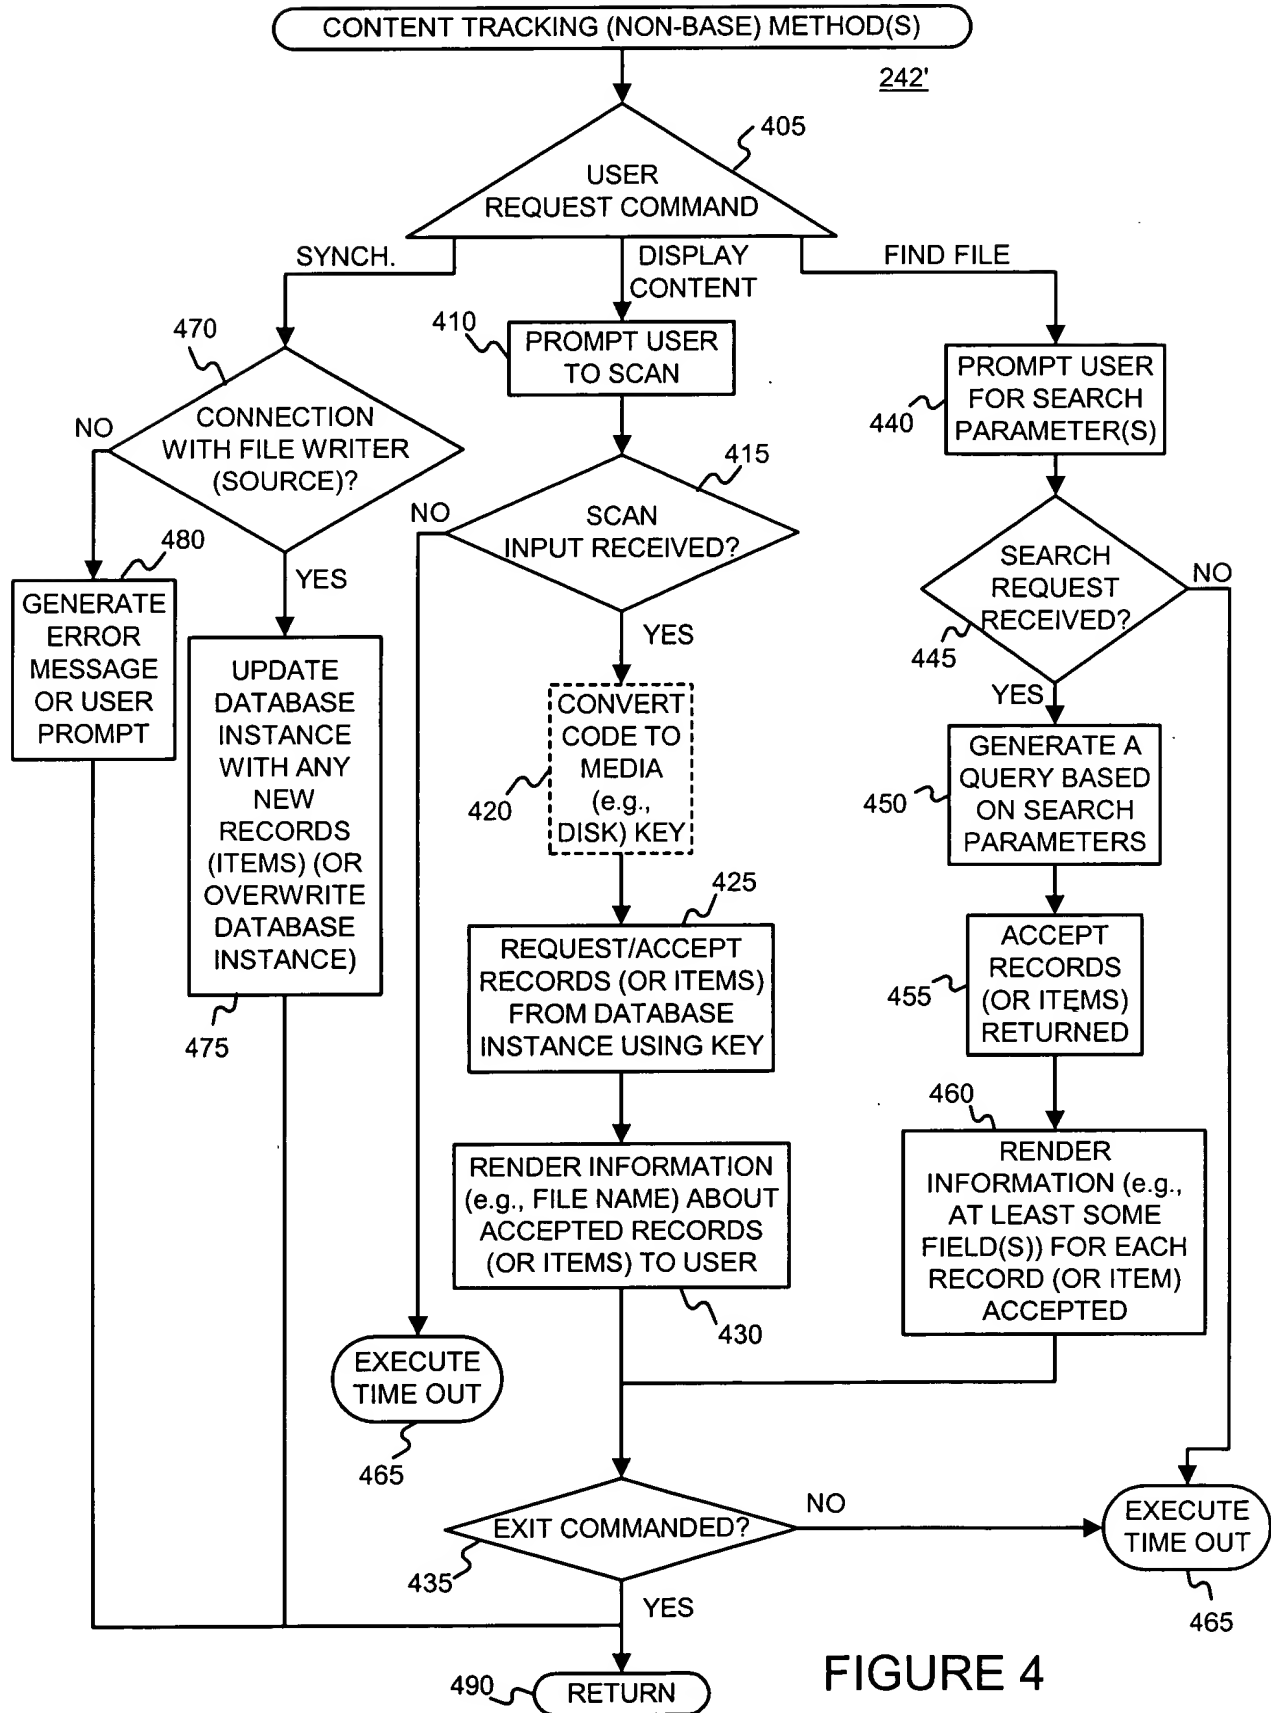 CONTENT TRACKING (NON-BASE) METHOD(S)
242'
405
USER
REQUEST COMMAND
SYNCH.
DISPLAY
CONTENT
FIND FILE
470
CONNECTION
WITH FILE WRITER
(SOURCE)?
NO
YES
480
GENERATE
ERROR
MESSAGE
OR USER
PROMPT
UPDATE
DATABASE
INSTANCE
WITH ANY
NEW
RECORDS
(ITEMS) (OR
OVERWRITE
DATABASE
INSTANCE)
475
410
PROMPT USER
TO SCAN
415
SCAN
INPUT RECEIVED?
NO
YES
CONVERT
CODE TO
MEDIA
(e.g.,
DISK) KEY
420
425
REQUEST/ACCEPT
RECORDS (OR ITEMS)
FROM DATABASE
INSTANCE USING KEY
RENDER INFORMATION
(e.g., FILE NAME) ABOUT
ACCEPTED RECORDS
(OR ITEMS) TO USER
430
EXECUTE
TIME OUT
465
PROMPT USER
FOR SEARCH
PARAMETER(S)
440
SEARCH
REQUEST
RECEIVED?
445
NO
YES
GENERATE A
QUERY BASED
ON SEARCH
PARAMETERS
450
ACCEPT
RECORDS
(OR ITEMS)
RETURNED
455
460
RENDER
INFORMATION (e.g.,
AT LEAST SOME
FIELD(S)) FOR EACH
RECORD (OR ITEM)
ACCEPTED
EXIT COMMANDED?
435
NO
YES
EXECUTE
TIME OUT
465
490
RETURN
FIGURE 4